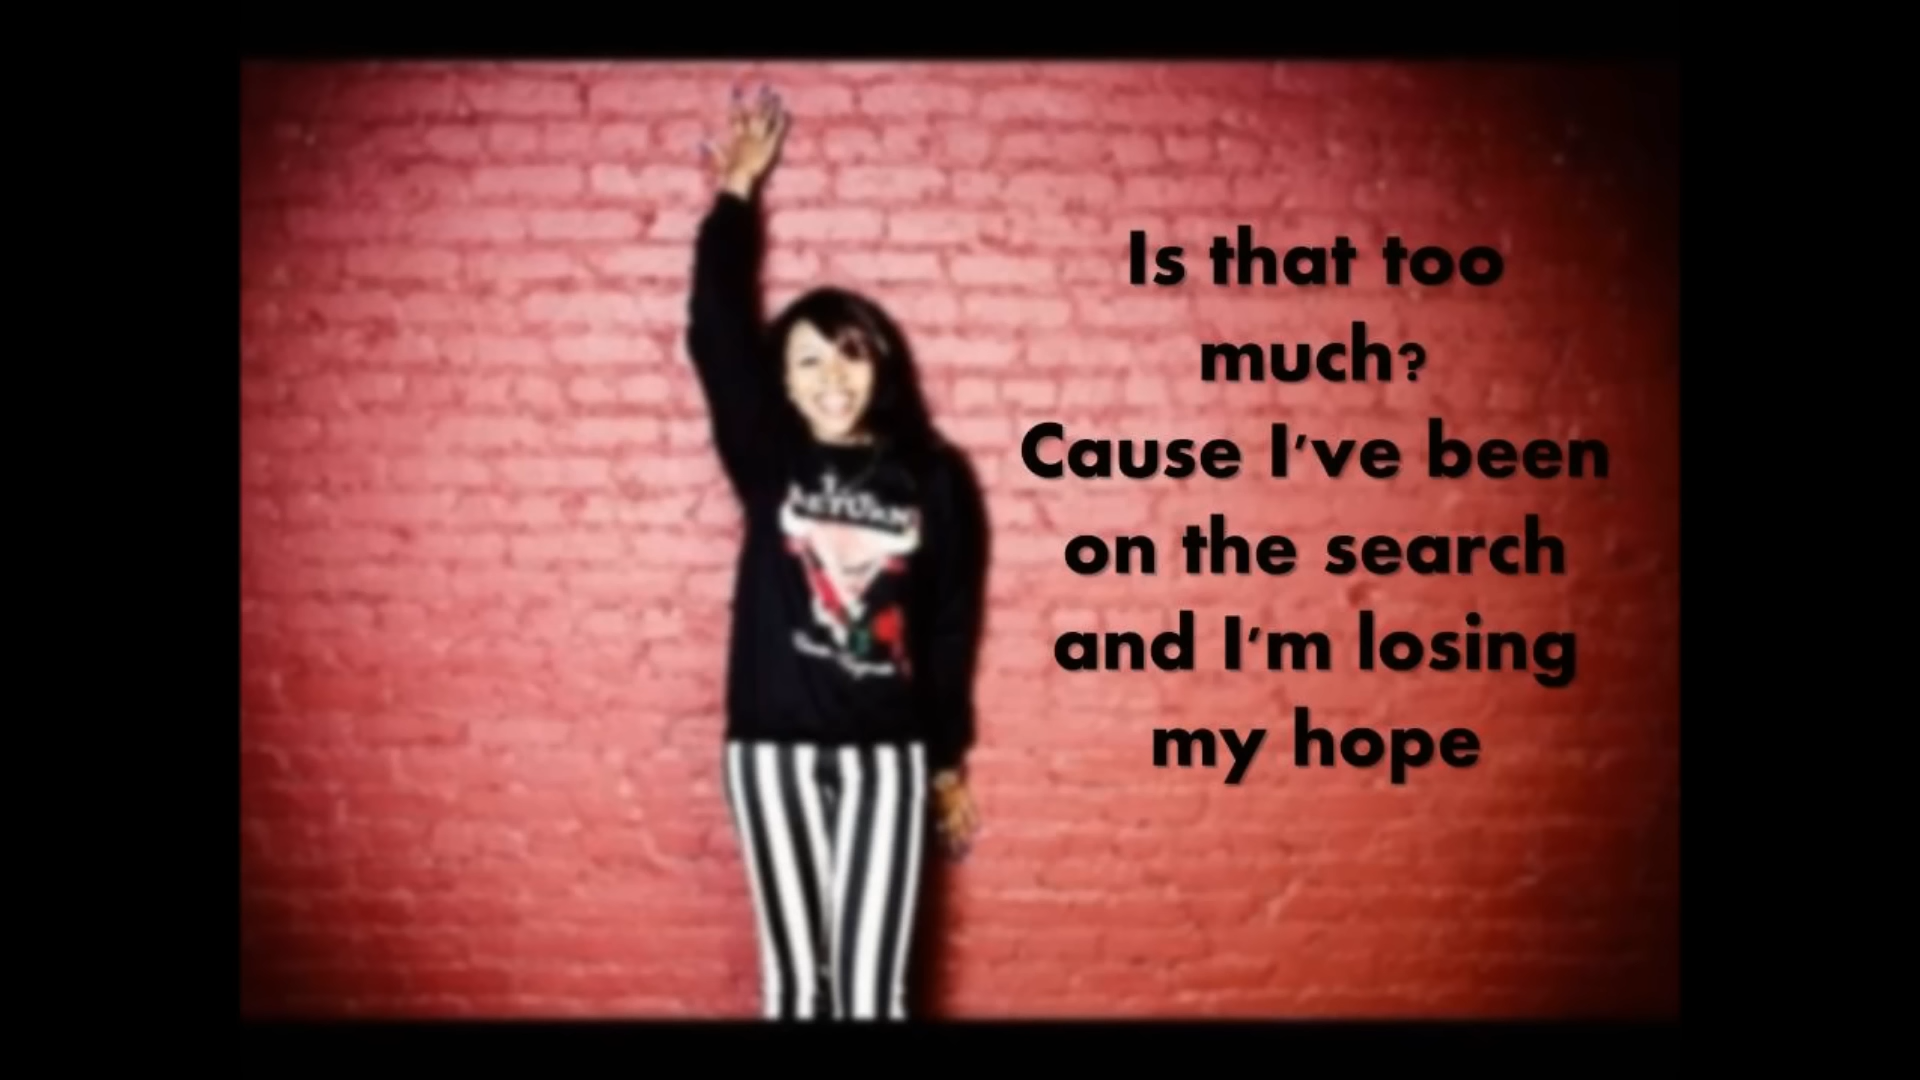 Is that too
much?
Cause I've been
on the search
and I'm losing
my hope